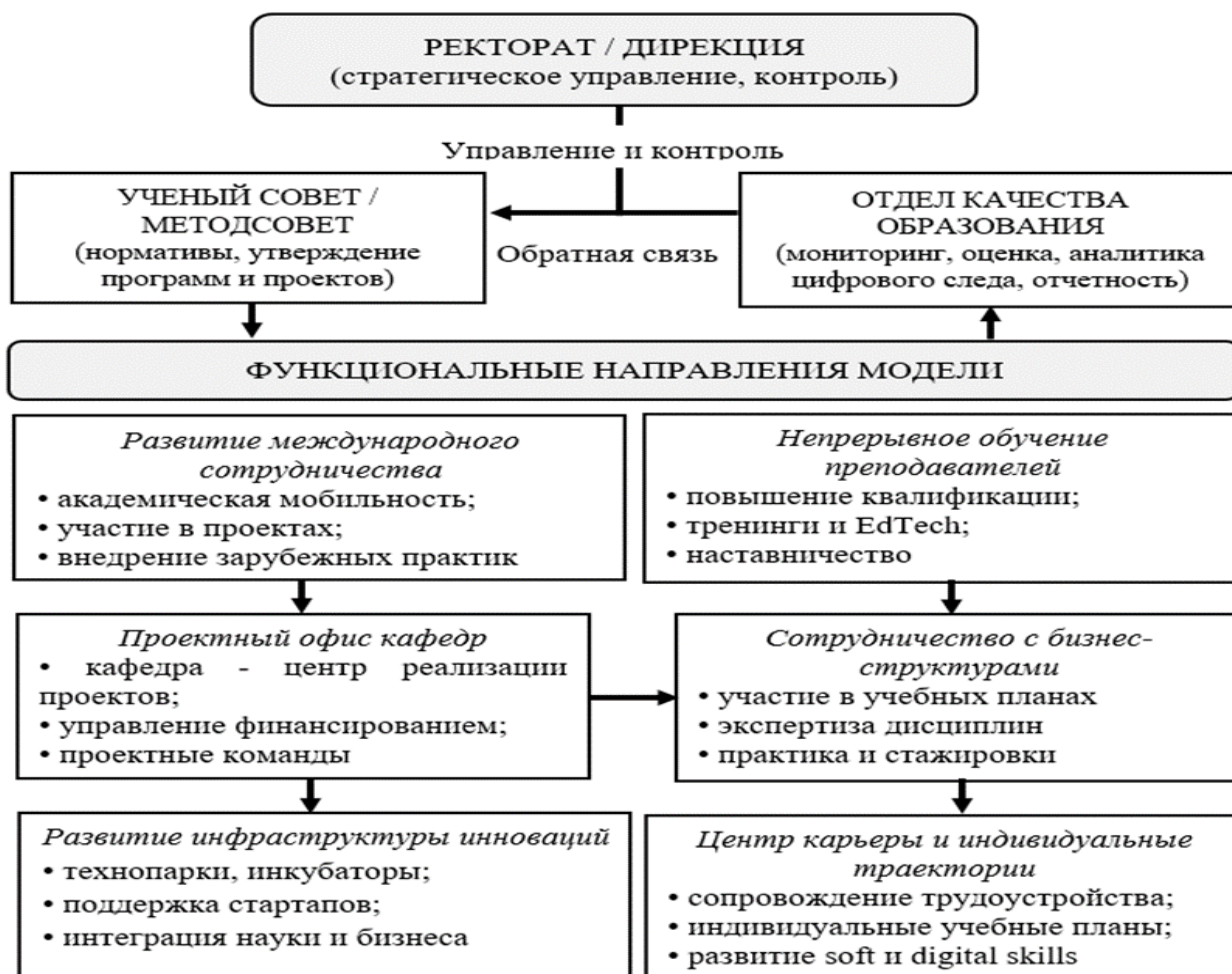 РЕКТОРАТ / ДИРЕКЦИЯ
(стратегическое управление, контроль)
Управление и контроль
УЧЕНЫЙ СОВЕТ /
МЕТОДСОВЕТ
(нормативы, утверждение
программ и проектов)
Обратная связь
ОТДЕЛ КАЧЕСТВА
ОБРАЗОВАНИЯ
(мониторинг, оценка, аналитика
цифрового следа, отчетность)
ФУНКЦИОНАЛЬНЫЕ НАПРАВЛЕНИЯ МОДЕЛИ
Развитие международного
сотрудничества
• академическая мобильность;
• участие в проектах;
• внедрение зарубежных практик
Непрерывное обучение
преподавателей
• повышение квалификации;
• тренинги и EdTech;
• наставничество
Проектный офис кафедр
• кафедра - центр реализации
проектов;
• управление финансированием;
• проектные команды
Сотрудничество с бизнес-
структурами
• участие в учебных планах
• экспертиза дисциплин
• практика и стажировки
Развитие инфраструктуры инноваций
• технопарки, инкубаторы;
• поддержка стартапов;
• интеграция науки и бизнеса
Центр карьеры и индивидуальные
траектории
• сопровождение трудоустройства;
• индивидуальные учебные планы;
• развитие soft и digital skills